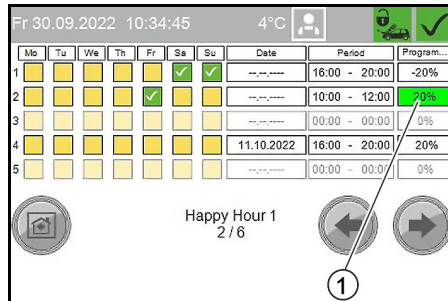 Fr 30.09.2022 10:34:45 4°C
Mo Tu We Th Fr Sa Su Date Period Program...
1 --.--.---- 16:00 - 20:00 -20%
2 --.--.---- 10:00 - 12:00 20%
3 --.--.---- 00:00 - 00:00 0%
4 11.10.2022 16:00 - 20:00 20%
5 --.--.---- 00:00 - 00:00 0%
Happy Hour 1
2 / 6
1